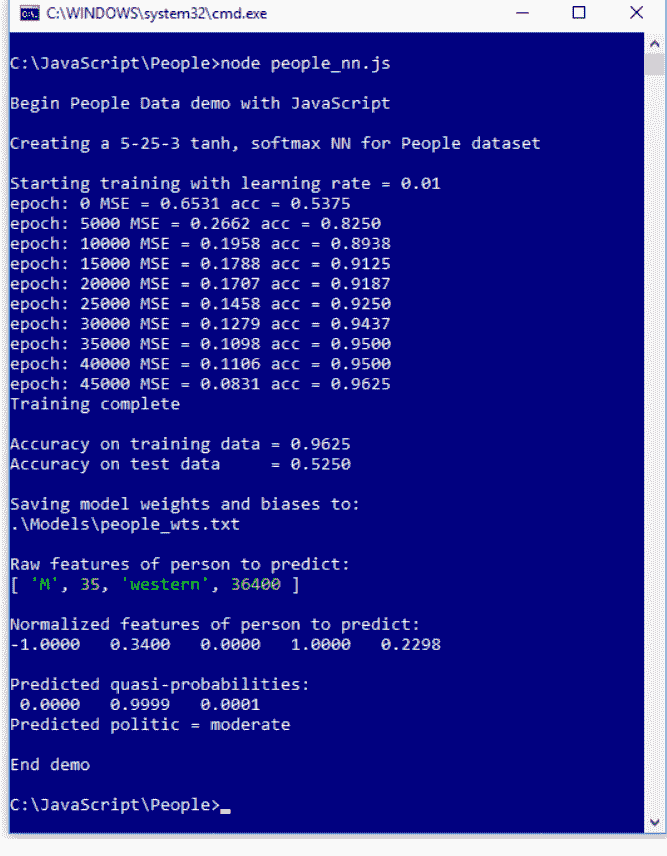 C:\WINDOWS\system32\cmd.exe
C:\JavaScript\People>node people_nn.js
Begin People Data demo with JavaScript
Creating a 5-25-3 tanh, softmax NN for People dataset
Starting training with learning rate = 0.01
epoch: 0 MSE = 0.6531 acc = 0.5375
epoch: 5000 MSE = 0.2662 acc = 0.8250
epoch: 10000 MSE = 0.1958 acc = 0.8938
epoch: 15000 MSE = 0.1788 acc = 0.9125
epoch: 20000 MSE = 0.1707 acc = 0.9187
epoch: 25000 MSE = 0.1458 acc = 0.9250
epoch: 30000 MSE = 0.1279 acc = 0.9437
epoch: 35000 MSE = 0.1098 acc = 0.9500
epoch: 40000 MSE = 0.1106 acc = 0.9500
epoch: 45000 MSE = 0.0831 acc = 0.9625
Training complete
Accuracy on training data = 0.9625
Accuracy on test data     = 0.5250
Saving model weights and biases to:
.\Models\people_wts.txt
Raw features of person to predict:
[ 'M', 35, 'western', 36400 ]
Normalized features of person to predict:
-1.0000   0.3400   0.0000   1.0000   0.2298
Predicted quasi-probabilities:
 0.0000   0.9999   0.0001
Predicted politic = moderate
End demo
C:\JavaScript\People>_